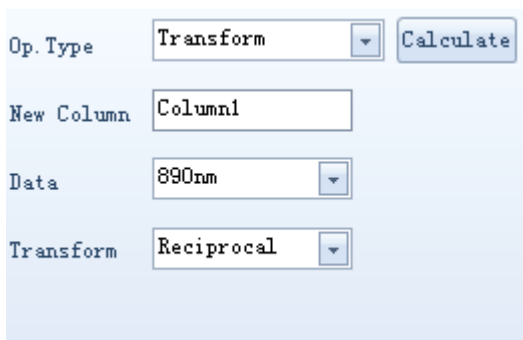 Op. Type Transform Calculate
New Column Column1
Data 890nm
Transform Reciprocal